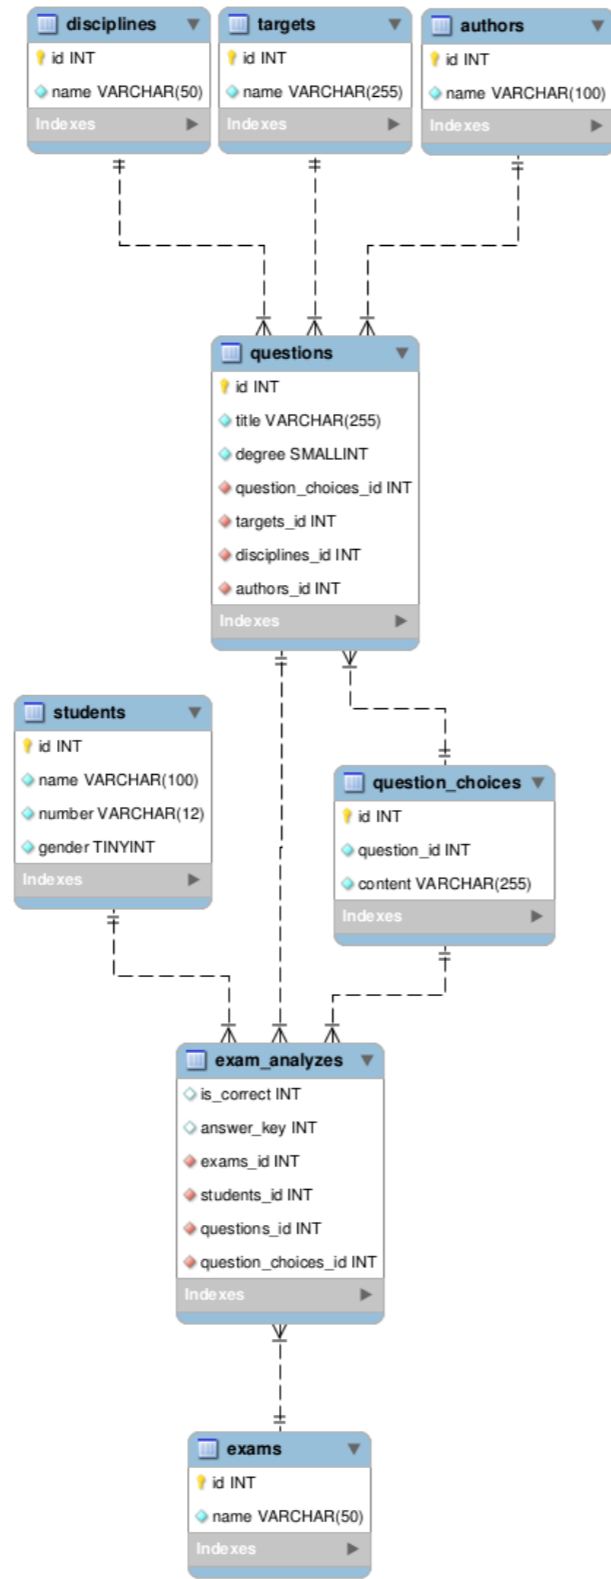 disciplines
id INT
name VARCHAR(50)
Indexes
targets
id INT
name VARCHAR(255)
Indexes
authors
id INT
name VARCHAR(100)
Indexes
questions
id INT
title VARCHAR(255)
degree SMALLINT
question_choices_id INT
targets_id INT
disciplines_id INT
authors_id INT
Indexes
students
id INT
name VARCHAR(100)
number VARCHAR(12)
gender TINYINT
Indexes
question_choices
id INT
question_id INT
content VARCHAR(255)
Indexes
exam_analyzes
is_correct INT
answer_key INT
exams_id INT
students_id INT
questions_id INT
question_choices_id INT
Indexes
exams
id INT
name VARCHAR(50)
Indexes